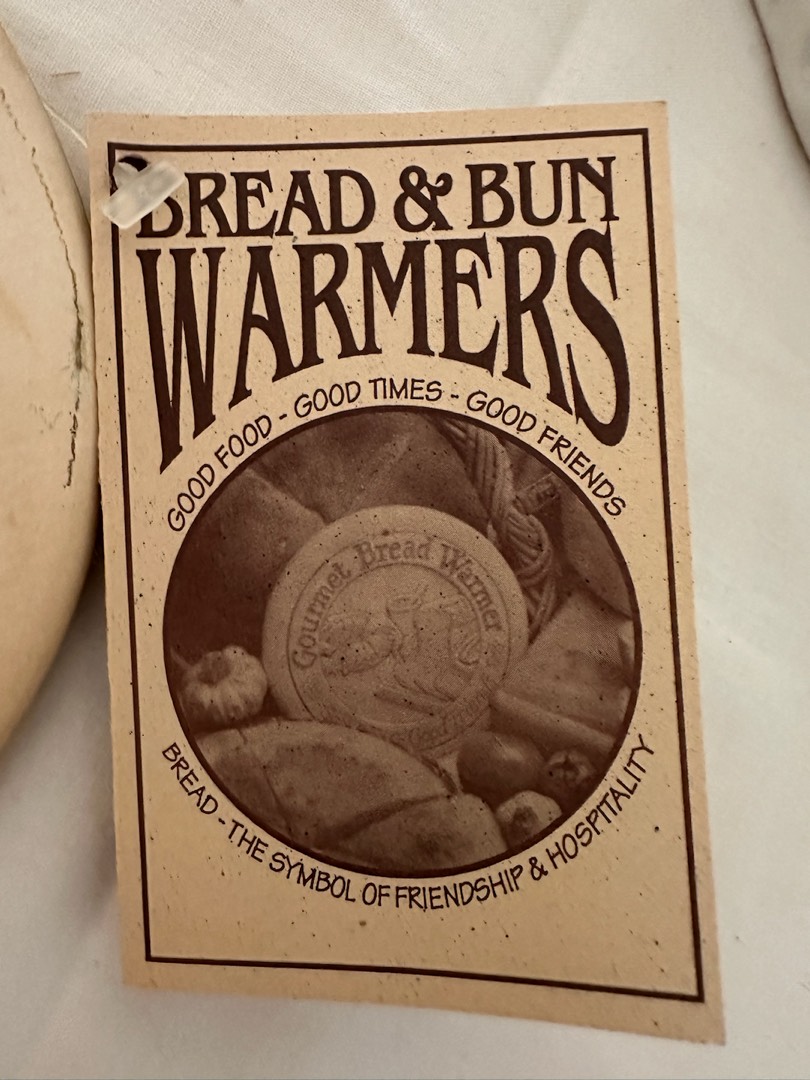 BREAD & BUN
WARMERS
GOOD FOOD - GOOD TIMES - GOOD FRIENDS
Gourmet Bread Warmer
BREAD - THE SYMBOL OF FRIENDSHIP & HOSPITALITY